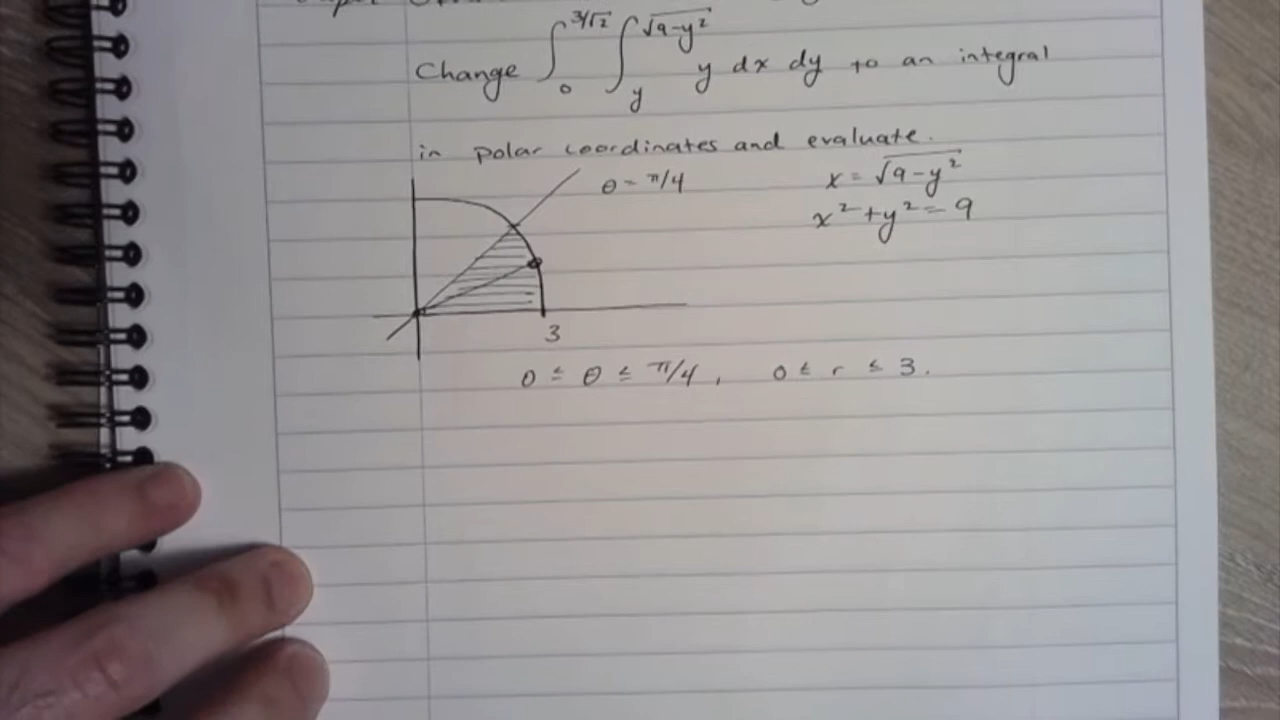 Change ∫₀^{3/√2} ∫_y^{√9-y²} y dx dy to an integral
in polar coordinates and evaluate.
θ = π/4
x = √9-y²
x² + y² = 9
3
0 ≤ θ ≤ π/4, 0 ≤ r ≤ 3.